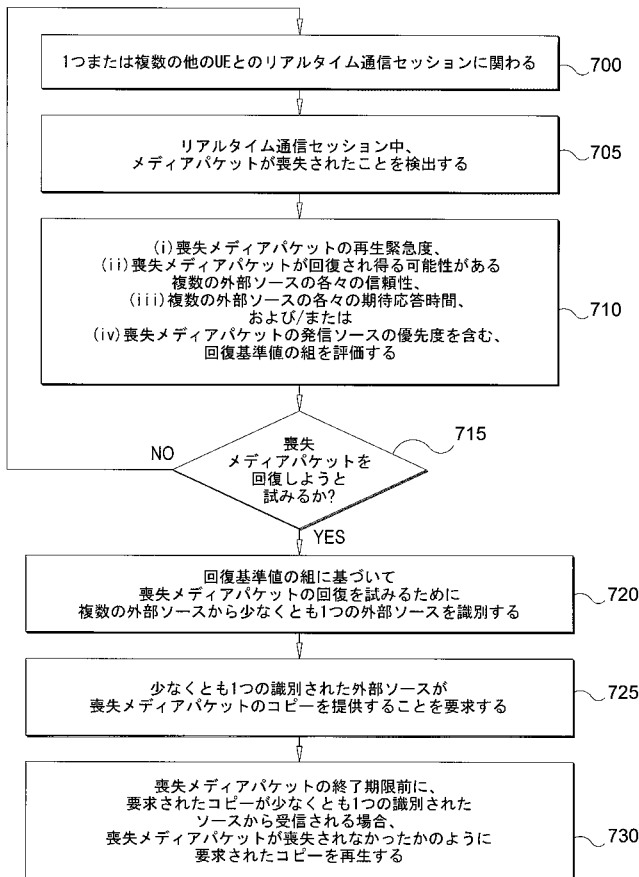 1つまたは複数の他のUEとのリアルタイム通信セッションに関わる
700
リアルタイム通信セッション中、
メディアパケットが喪失されたことを検出する
705
(i)喪失メディアパケットの再生緊急度、
(ii)喪失メディアパケットが回復され得る可能性がある
複数の外部ソースの各々の信頼性、
(iii)複数の外部ソースの各々の期待応答時間、
および/または
(iv)喪失メディアパケットの発信ソースの優先度を含む、
回復基準値の組を評価する
710
喪失
メディアパケットを
回復しようと
試みるか?
715
NO
YES
回復基準値の組に基づいて
喪失メディアパケットの回復を試みるために
複数の外部ソースから少なくとも1つの外部ソースを識別する
720
少なくとも1つの識別された外部ソースが
喪失メディアパケットのコピーを提供することを要求する
725
喪失メディアパケットの終了期限前に、
要求されたコピーが少なくとも1つの識別された
ソースから受信される場合、
喪失メディアパケットが喪失されなかったかのように
要求されたコピーを再生する
730